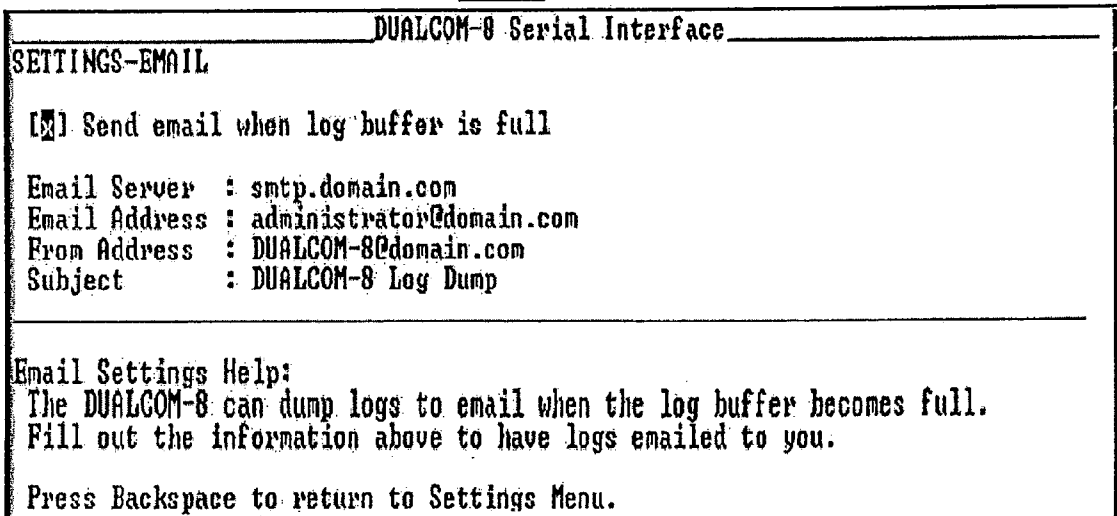 DUALCOM-8 Serial Interface
SETTINGS-EMAIL
[x] Send email when log buffer is full
Email Server : smtp.domain.com
Email Address : administrator@domain.com
From Address : DUALCOM-8@domain.com
Subject : DUALCOM-8 Log Dump
Email Settings Help:
The DUALCOM-8 can dump logs to email when the log buffer becomes full.
Fill out the information above to have logs emailed to you.
Press Backspace to return to Settings Menu.